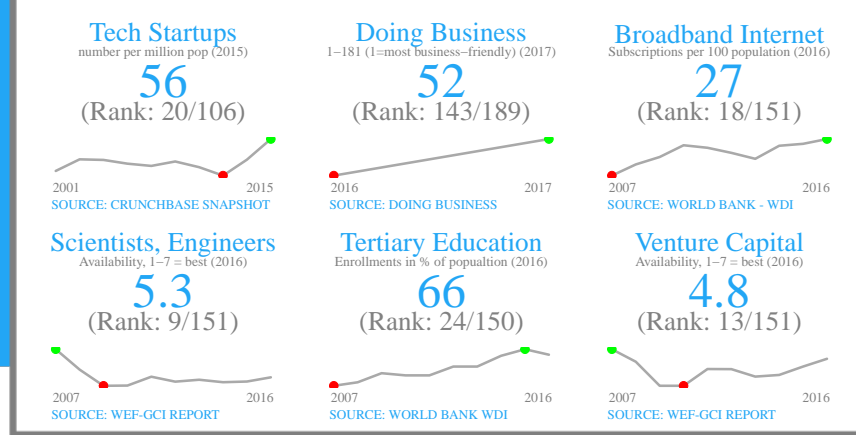 Tech Startups
number per million pop (2015)
56
(Rank: 20/106)
2001 2015
SOURCE: CRUNCHBASE SNAPSHOT
Doing Business
1−181 (1=most business−friendly) (2017)
52
(Rank: 143/189)
2016 2017
SOURCE: DOING BUSINESS
Broadband Internet
Subscriptions per 100 population (2016)
27
(Rank: 18/151)
2007 2016
SOURCE: WORLD BANK - WDI
Scientists, Engineers
Availability, 1−7 = best (2016)
5.3
(Rank: 9/151)
2007 2016
SOURCE: WEF-GCI REPORT
Tertiary Education
Enrollments in % of popualtion (2016)
66
(Rank: 24/150)
2007 2016
SOURCE: WORLD BANK WDI
Venture Capital
Availability, 1−7 = best (2016)
4.8
(Rank: 13/151)
2007 2016
SOURCE: WEF-GCI REPORT